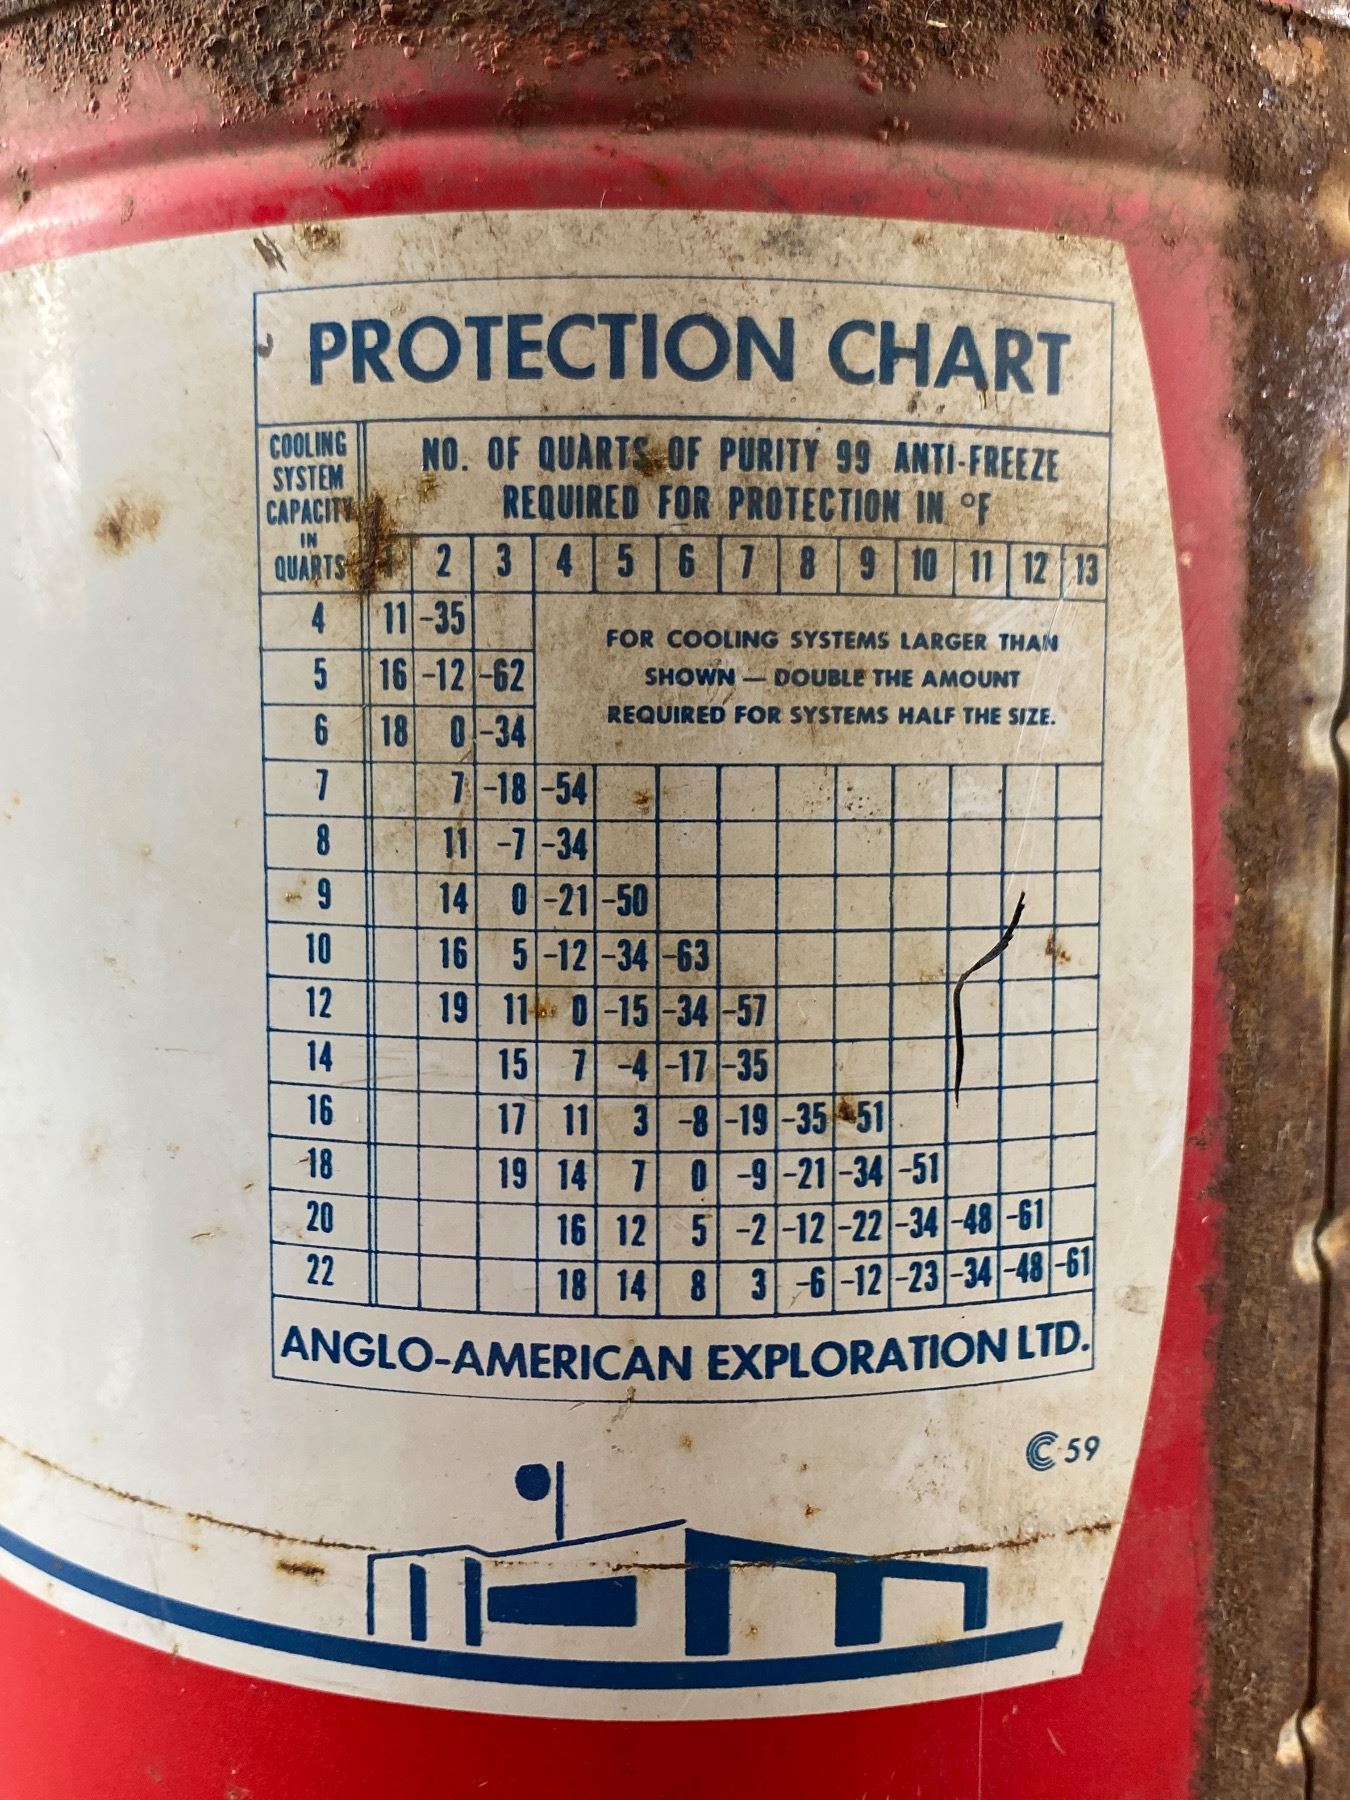 PROTECTION CHART
COOLING
SYSTEM
CAPACITY
IN
QUARTS
NO. OF QUARTS OF PURITY 99 ANTI-FREEZE
REQUIRED FOR PROTECTION IN °F
1 2 3 4 5 6 7 8 9 10 11 12 13
4 11 -35
FOR COOLING SYSTEMS LARGER THAN
SHOWN — DOUBLE THE AMOUNT
REQUIRED FOR SYSTEMS HALF THE SIZE.
5 16 -12 -62
6 18 0 -34
7 7 -18 -54
8 11 -7 -34
9 14 0 -21 -50
10 16 5 -12 -34 -63
12 19 11 0 -15 -34 -57
14 15 7 -4 -17 -35
16 17 11 3 -8 -19 -35 -51
18 19 14 7 0 -9 -21 -34 -51
20 16 12 5 -2 -12 -22 -34 -48 -61
22 18 14 8 3 -6 -12 -23 -34 -48 -61
ANGLO-AMERICAN EXPLORATION LTD.
C 59